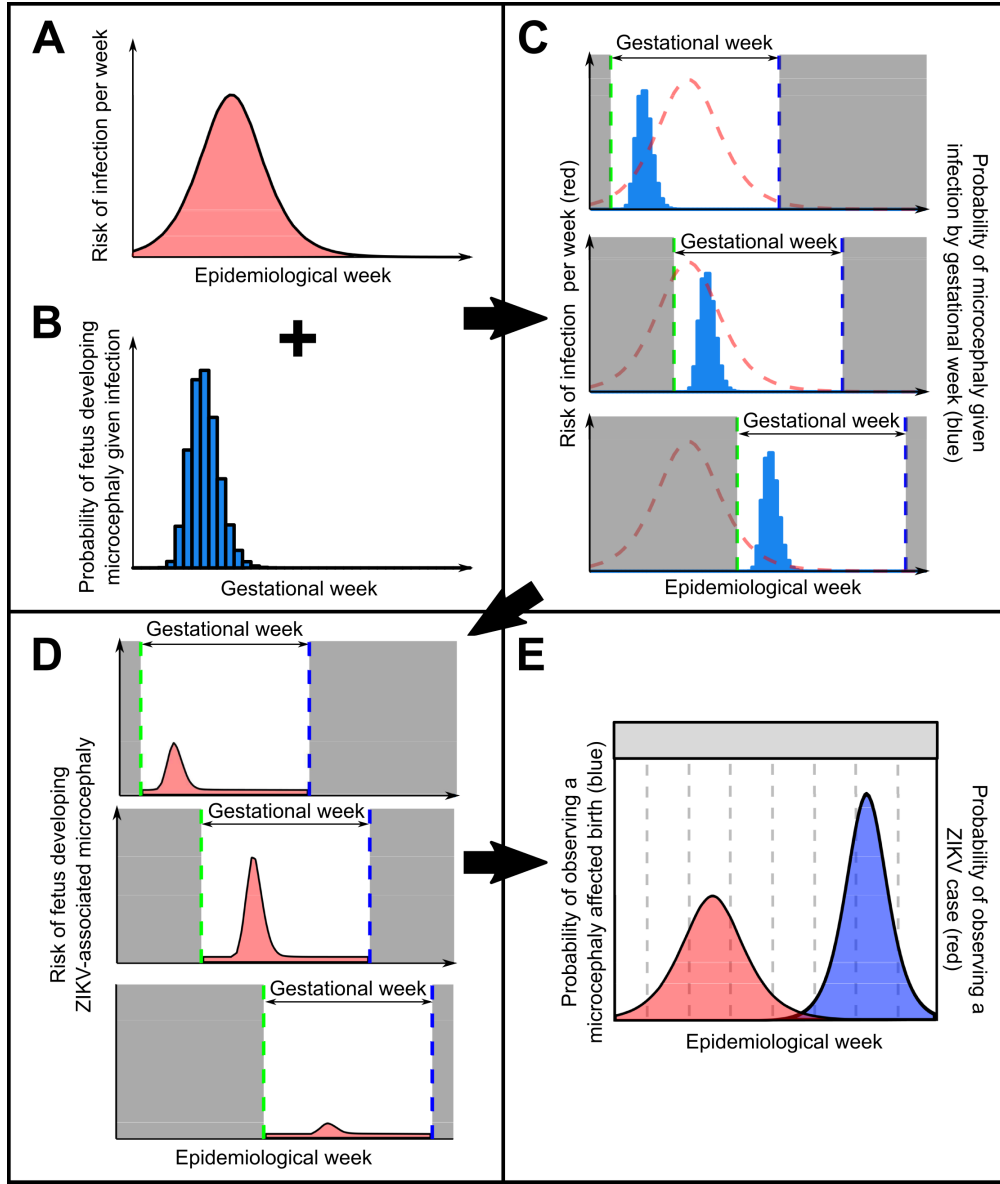 A
Risk of infection per week
Epidemiological week
B
+
Probability of fetus developing
microcephaly given infection
Gestational week
C
Gestational week
Gestational week
Gestational week
Risk of infection per week (red)
Probability of microcephaly given
infection by gestational week (blue)
Epidemiological week
D
Gestational week
Gestational week
Gestational week
Risk of fetus developing
ZIKV-associated microcephaly
Epidemiological week
E
Probability of observing a
microcephaly affected birth (blue)
Probability of observing a
ZIKV case (red)
Epidemiological week